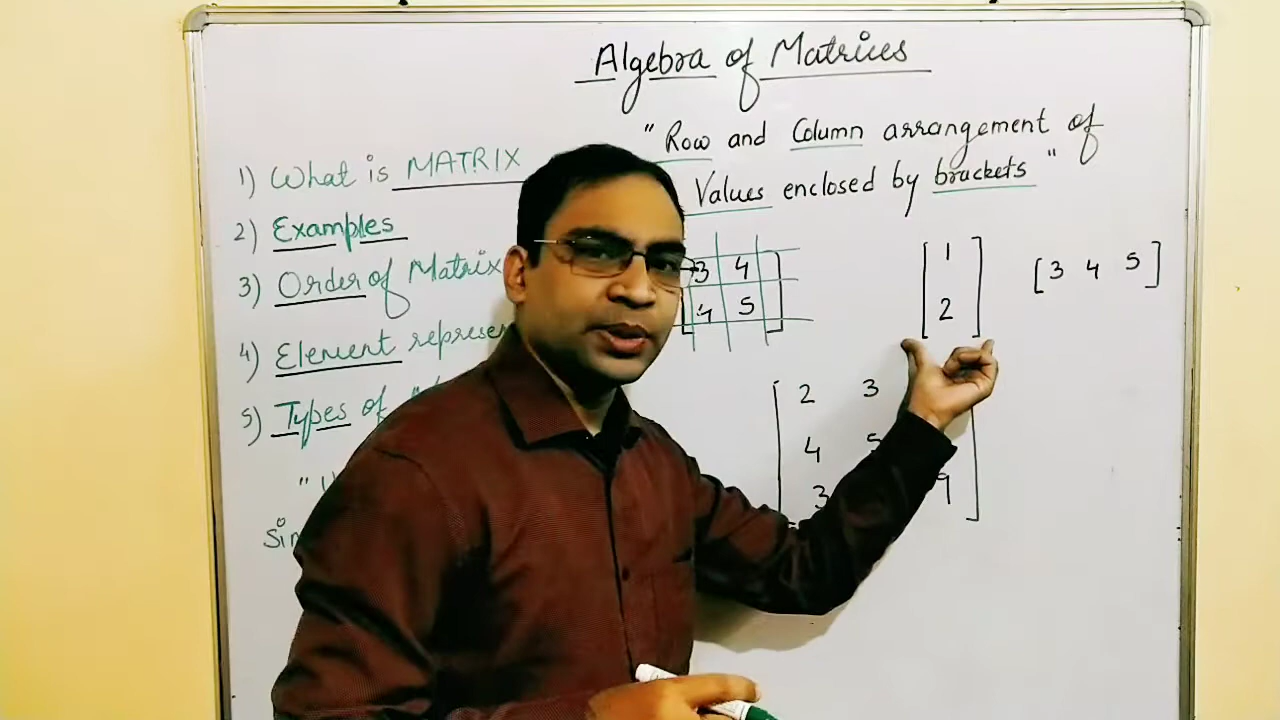 Algebra of Matrices
" Row and Column arrangement of
Values enclosed by brackets "
1) What is MATRIX
2) Examples
3) Order of Matrix
4) Element
5) Types of
3 4
4 5
1
2
[3 4 5]
2 3
4 5
3 9